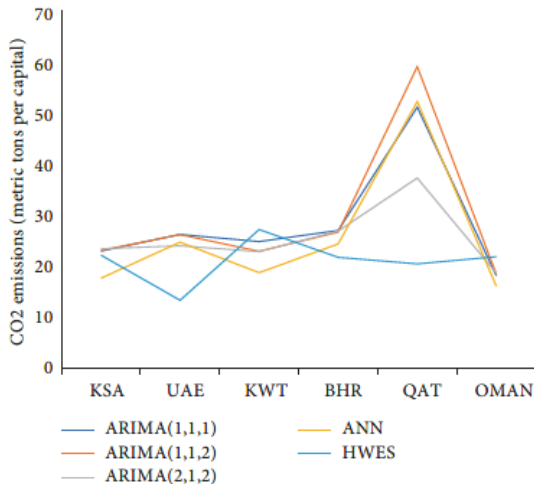 CO2 emissions (metric tons per capital)
70
60
50
40
30
20
10
0
KSA UAE KWT BHR QAT OMAN
ARIMA(1,1,1) ANN
ARIMA(1,1,2) HWES
ARIMA(2,1,2)